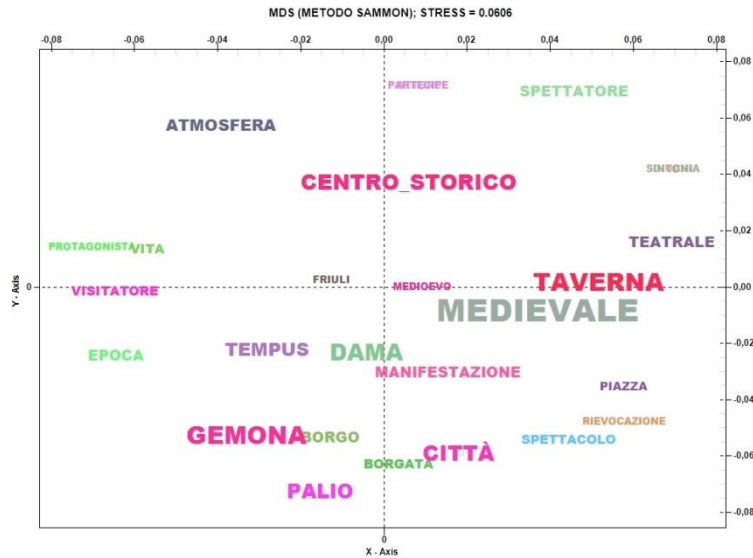 MDS (METODO SAMMON); STRESS = 0.0606
-0,08 -0,06 -0,04 -0,02 0,00 0,02 0,04 0,06 0,08
0,08
PARTECIPE
SPETTATORE
0,06
ATMOSFERA
SINTONIA
0,04
CENTRO_STORICO
0,02
TEATRALE
PROTAGONISTA VITA
FRIULI
MEDIOEVO
TAVERNA
0
0,00
VISITATORE
MEDIEVALE
Y - Axis
TEMPUS
DAMA
-0,02
EPOCA
MANIFESTAZIONE
PIAZZA
-0,04
RIEVOCAZIONE
GEMONA BORGO
SPETTACOLO
CITTÀ
-0,06
BORGATA
PALIO
-0,08
0
X - Axis